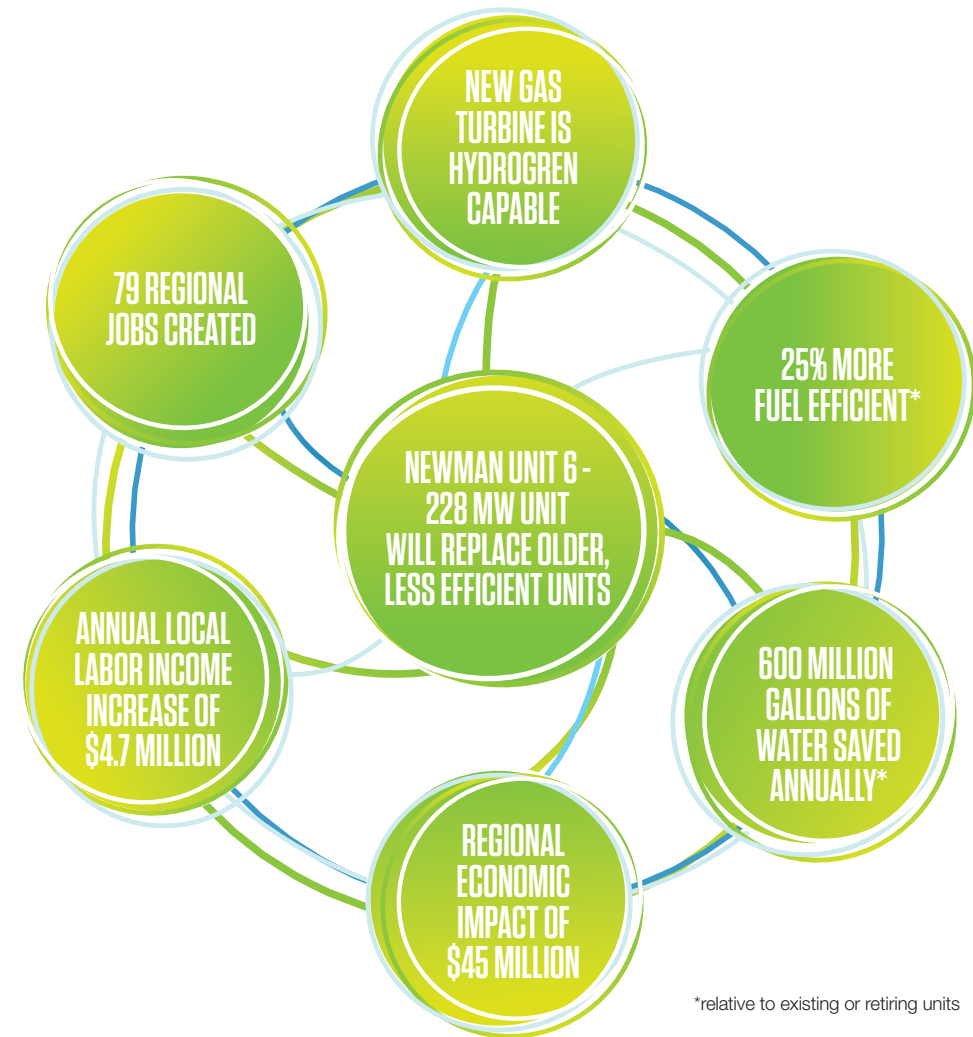 NEW GAS
TURBINE IS
HYDROGREN
CAPABLE
79 REGIONAL
JOBS CREATED
25% MORE
FUEL EFFICIENT*
NEWMAN UNIT 6 -
228 MW UNIT
WILL REPLACE OLDER,
LESS EFFICIENT UNITS
ANNUAL LOCAL
LABOR INCOME
INCREASE OF
$4.7 MILLION
600 MILLION
GALLONS OF
WATER SAVED
ANNUALLY*
REGIONAL
ECONOMIC
IMPACT OF
$45 MILLION
*relative to existing or retiring units